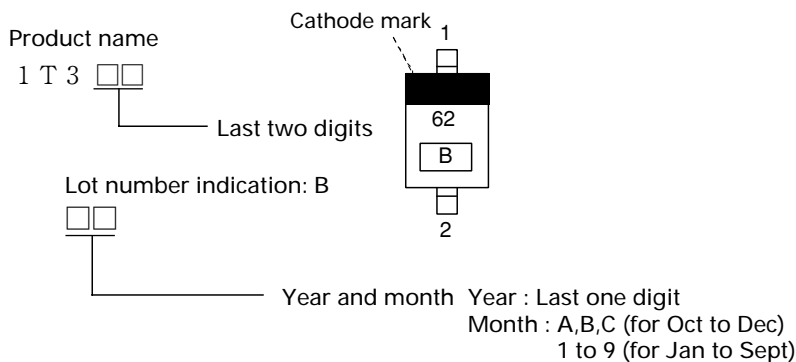 Product name
1 T 3 □□
Last two digits
Lot number indication: B
□□
Year and month Year : Last one digit
Month : A,B,C (for Oct to Dec)
1 to 9 (for Jan to Sept)
Cathode mark
1
62
B
2